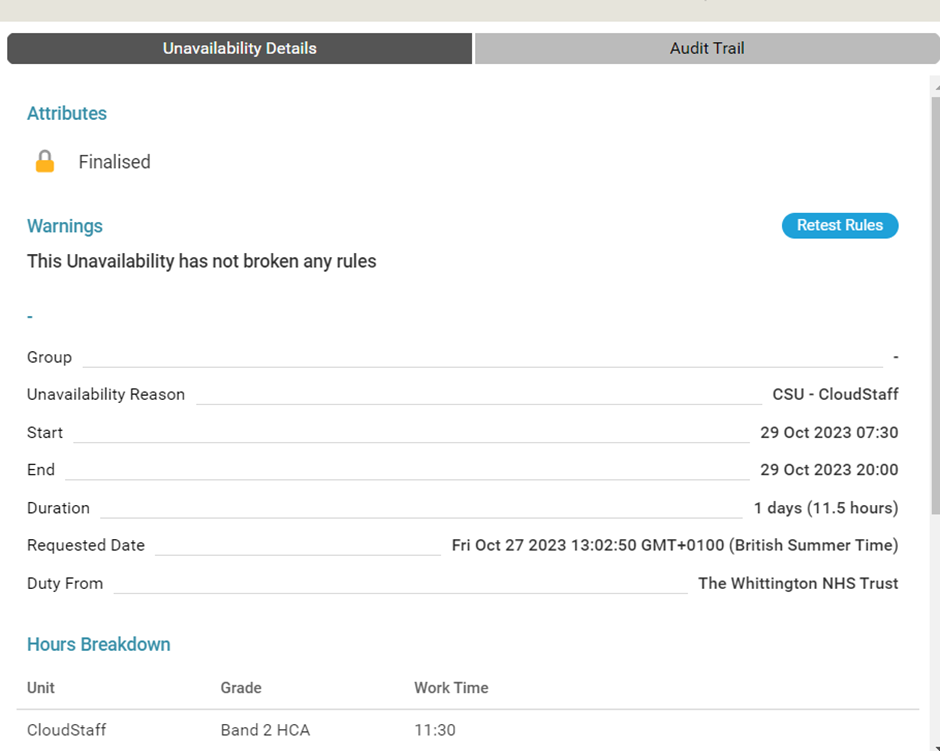 Unavailability Details Audit Trail
Attributes
Finalised
Warnings Retest Rules
This Unavailability has not broken any rules
-
Group -
Unavailability Reason CSU - CloudStaff
Start 29 Oct 2023 07:30
End 29 Oct 2023 20:00
Duration 1 days (11.5 hours)
Requested Date Fri Oct 27 2023 13:02:50 GMT+0100 (British Summer Time)
Duty From The Whittington NHS Trust
Hours Breakdown
Unit Grade Work Time
CloudStaff Band 2 HCA 11:30